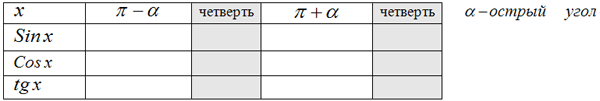 x π − α четверть π + α четверть α − острый угол
Sin x
Cos x
tg x